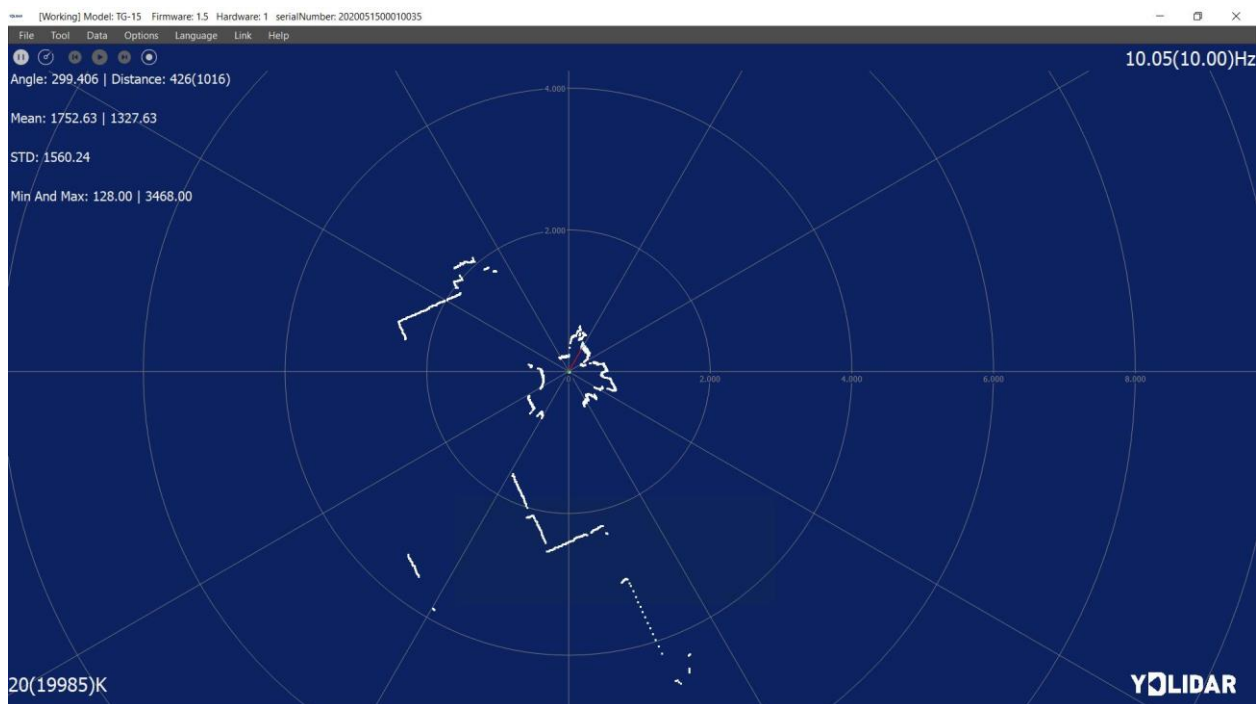 [Working] Model: TG-15 Firmware: 1.5 Hardware: 1 serialNumber: 2020051500010035
File Tool Data Options Language Link Help
10.05(10.00)Hz
Angle: 299.406 | Distance: 426(1016)
Mean: 1752.63 | 1327.63
STD: 1560.24
Min And Max: 128.00 | 3468.00
4.000
2.000
0 2.000 4.000 6.000 8.000
20(19985)K
YDLIDAR